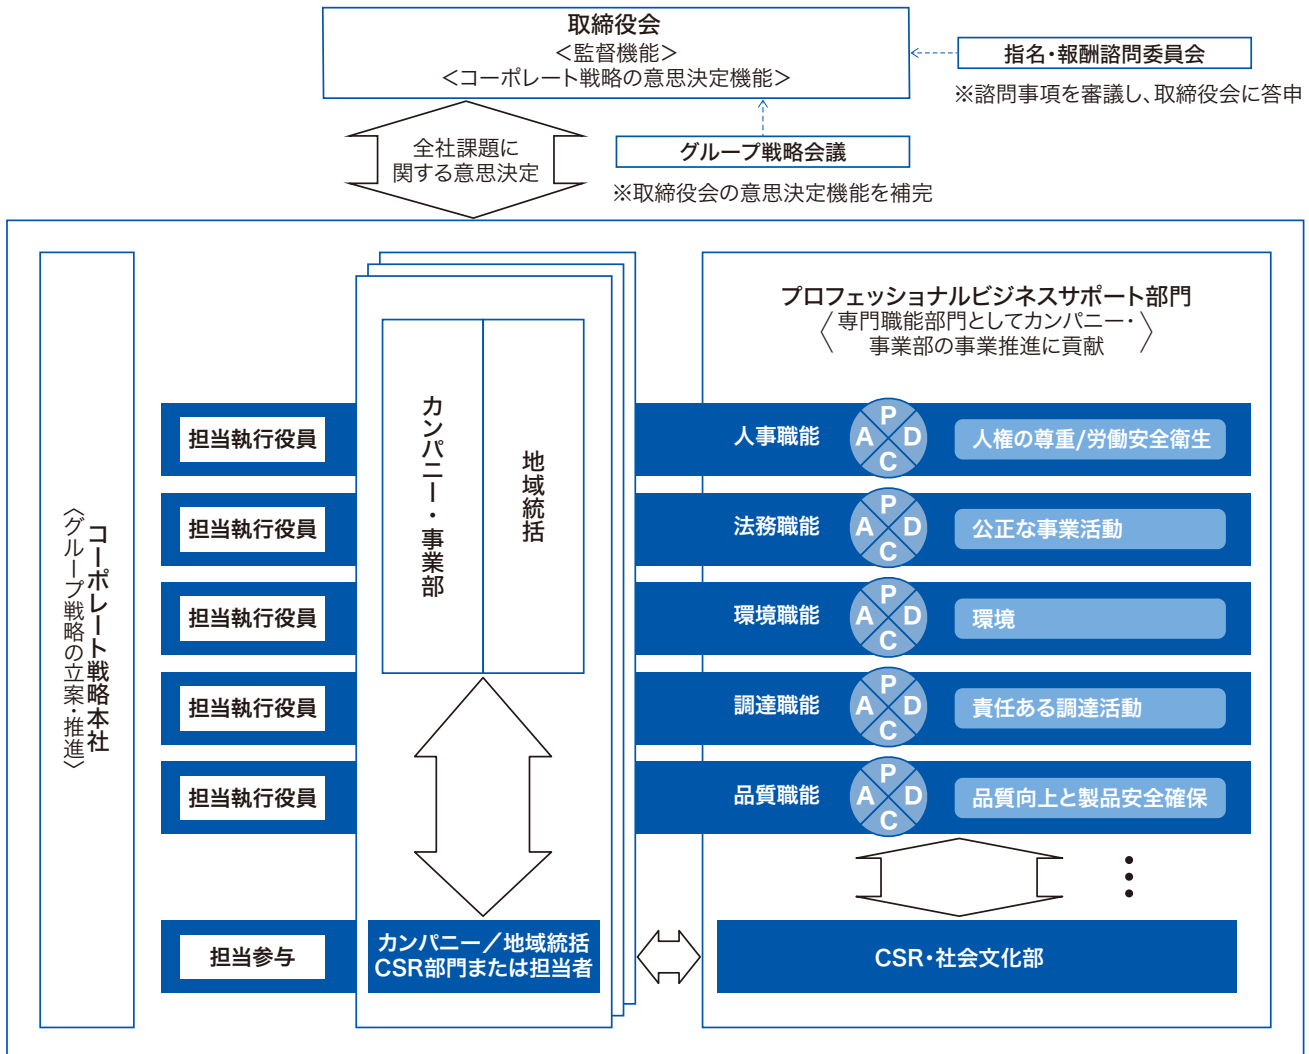 取締役会
＜監督機能＞
＜コーポレート戦略の意思決定機能＞
指名・報酬諮問委員会
※諮問事項を審議し、取締役会に答申
グループ戦略会議
※取締役会の意思決定機能を補完
全社課題に
関する意思決定
コーポレート戦略本社
〈グループ戦略の立案・推進〉
カンパニー・事業部
地域統括
プロフェッショナルビジネスサポート部門
〈専門職能部門としてカンパニー・
事業部の事業推進に貢献〉
担当執行役員
人事職能
P
A D
C
人権の尊重/労働安全衛生
担当執行役員
法務職能
P
A D
C
公正な事業活動
担当執行役員
環境職能
P
A D
C
環境
担当執行役員
調達職能
P
A D
C
責任ある調達活動
担当執行役員
品質職能
P
A D
C
品質向上と製品安全確保
担当参与
カンパニー／地域統括
CSR部門または担当者
CSR・社会文化部